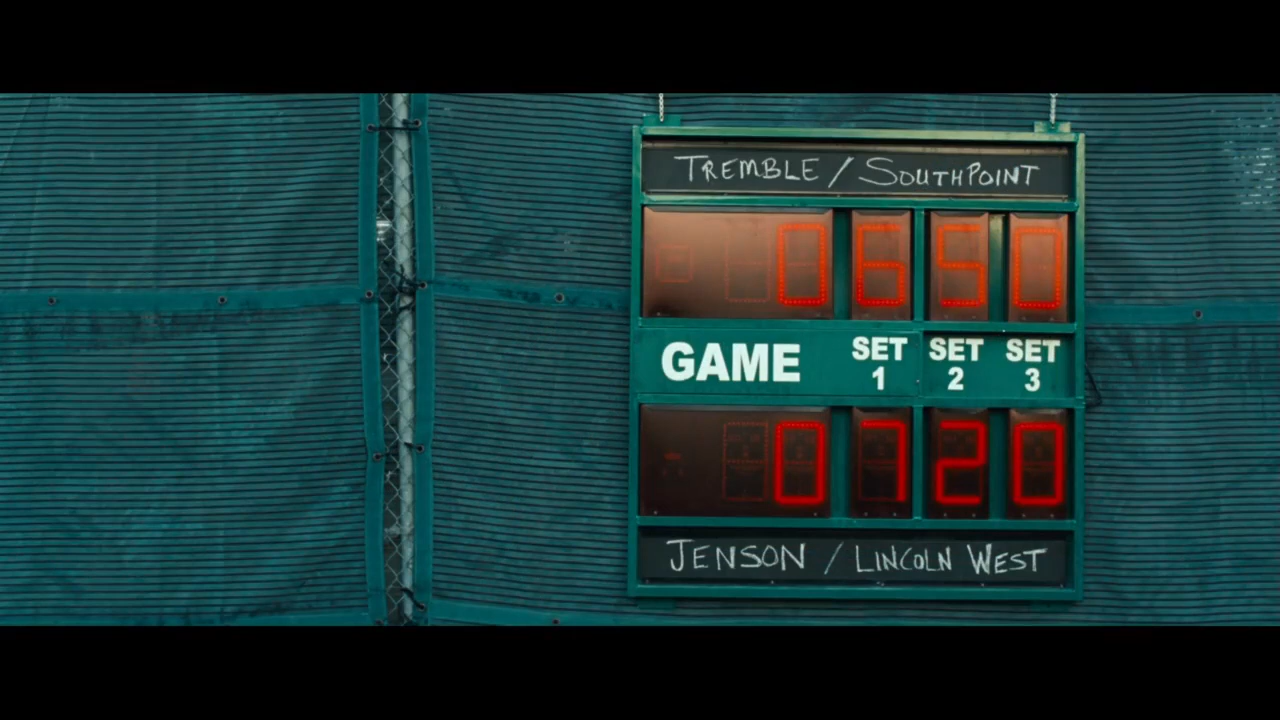 TREMBLE / SOUTHPOINT
0 6 5 0
GAME SET 1 SET 2 SET 3
0 7 2 0
JENSON / LINCOLN WEST